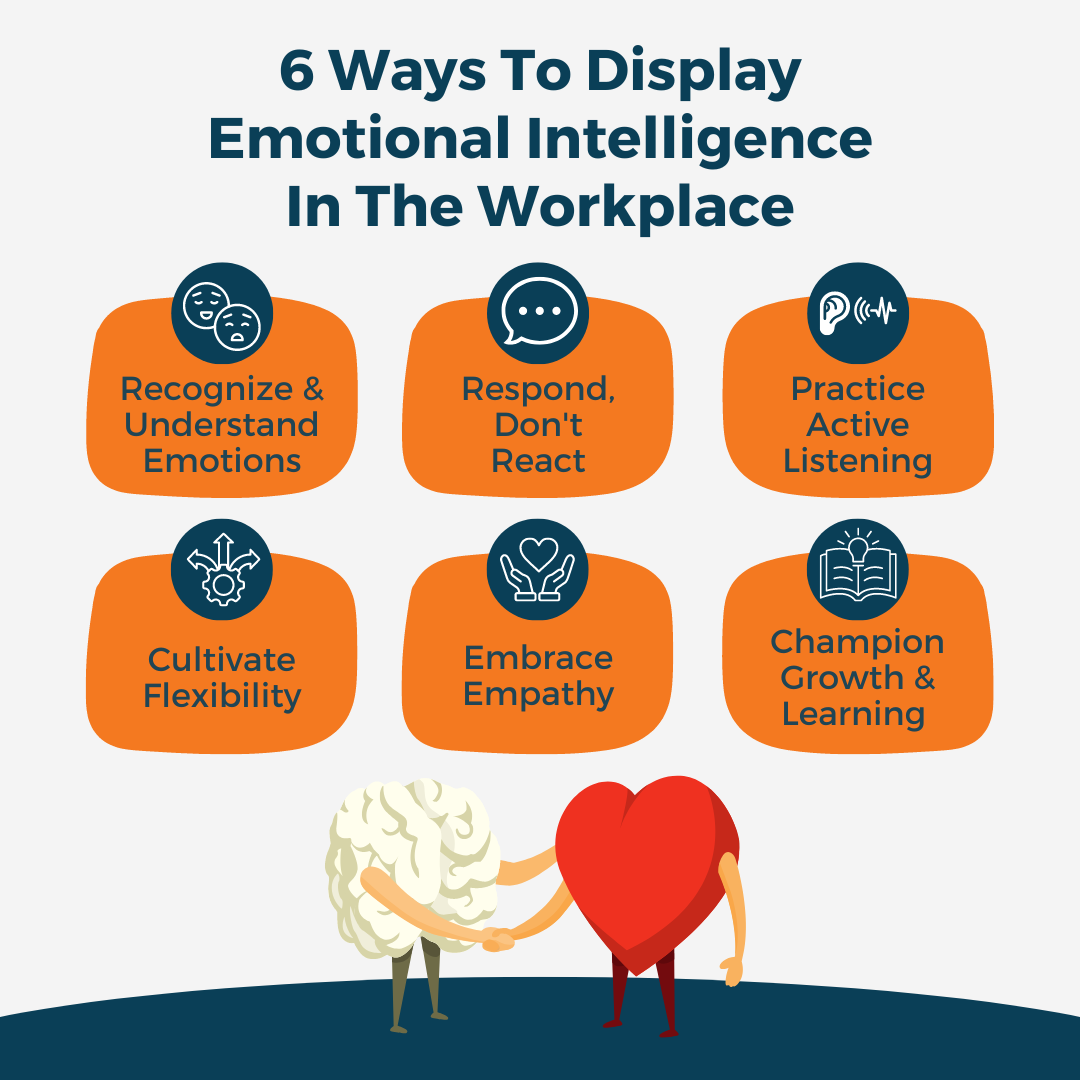 6 Ways To Display
Emotional Intelligence
In The Workplace
Recognize &
Understand
Emotions
Respond,
Don't
React
Practice
Active
Listening
Cultivate
Flexibility
Embrace
Empathy
Champion
Growth &
Learning